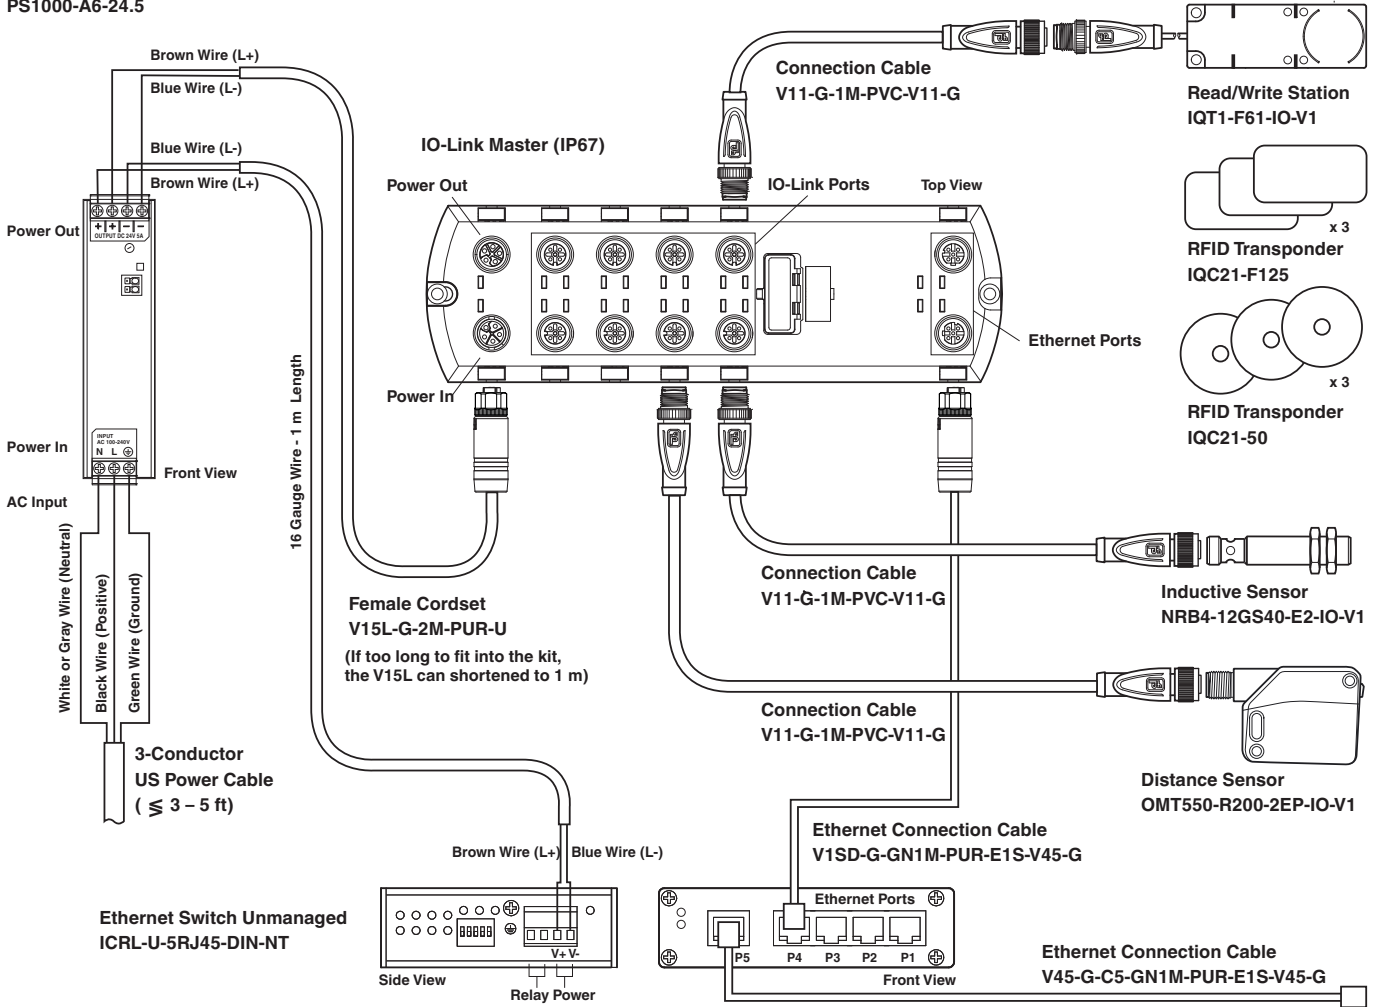 PS1000-A6-24.5
Brown Wire (L+)
Blue Wire (L-)
Blue Wire (L-)
Brown Wire (L+)
Power Out
+ + − −
OUTPUT DC 24V 5A
Power In
INPUT
AC 100-240V
N L
Front View
AC Input
White or Gray Wire (Neutral)
Black Wire (Positive)
Green Wire (Ground)
3-Conductor
US Power Cable
( ≦ 3 – 5 ft)
16 Gauge Wire - 1 m Length
IO-Link Master (IP67)
Power Out
IO-Link Ports
Top View
Power In
Ethernet Ports
Connection Cable
V11-G-1M-PVC-V11-G
Read/Write Station
IQT1-F61-IO-V1
x 3
RFID Transponder
IQC21-F125
x 3
RFID Transponder
IQC21-50
Female Cordset
V15L-G-2M-PUR-U
(If too long to fit into the kit,
the V15L can shortened to 1 m)
Connection Cable
V11-G-1M-PVC-V11-G
Inductive Sensor
NRB4-12GS40-E2-IO-V1
Connection Cable
V11-G-1M-PVC-V11-G
Distance Sensor
OMT550-R200-2EP-IO-V1
Ethernet Connection Cable
V1SD-G-GN1M-PUR-E1S-V45-G
Brown Wire (L+)
Blue Wire (L-)
Ethernet Switch Unmanaged
ICRL-U-5RJ45-DIN-NT
V+ V-
Side View
Relay Power
Ethernet Ports
P5 P4 P3 P2 P1
Front View
Ethernet Connection Cable
V45-G-C5-GN1M-PUR-E1S-V45-G